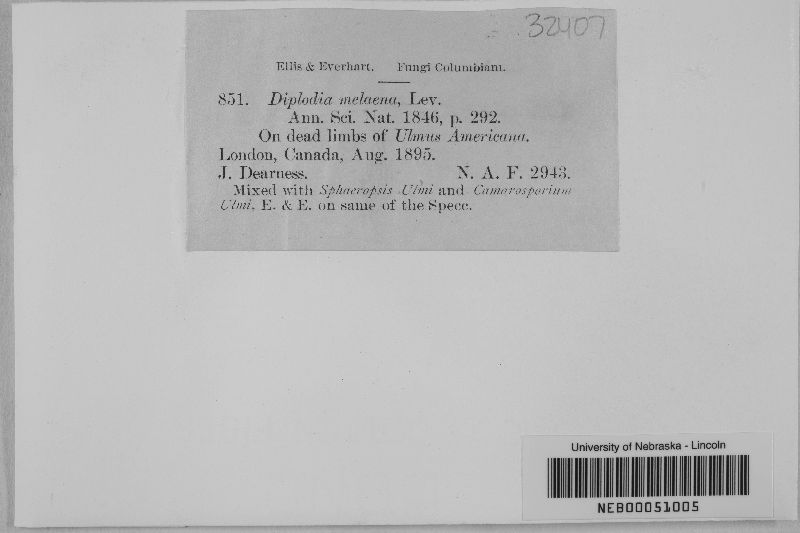 32407
Ellis & Everhart. Fungi Columbiani.
851. Diplodia melaena, Lev.
Ann. Sci. Nat. 1846, p. 292.
On dead limbs of Ulmus Americana.
London, Canada, Aug. 1895.
J. Dearness. N. A. F. 2943.
Mixed with Sphaeropsis Ulmi and Camarosporium
Ulmi, E. & E. on same of the Specc.
University of Nebraska - Lincoln
NEB00051005